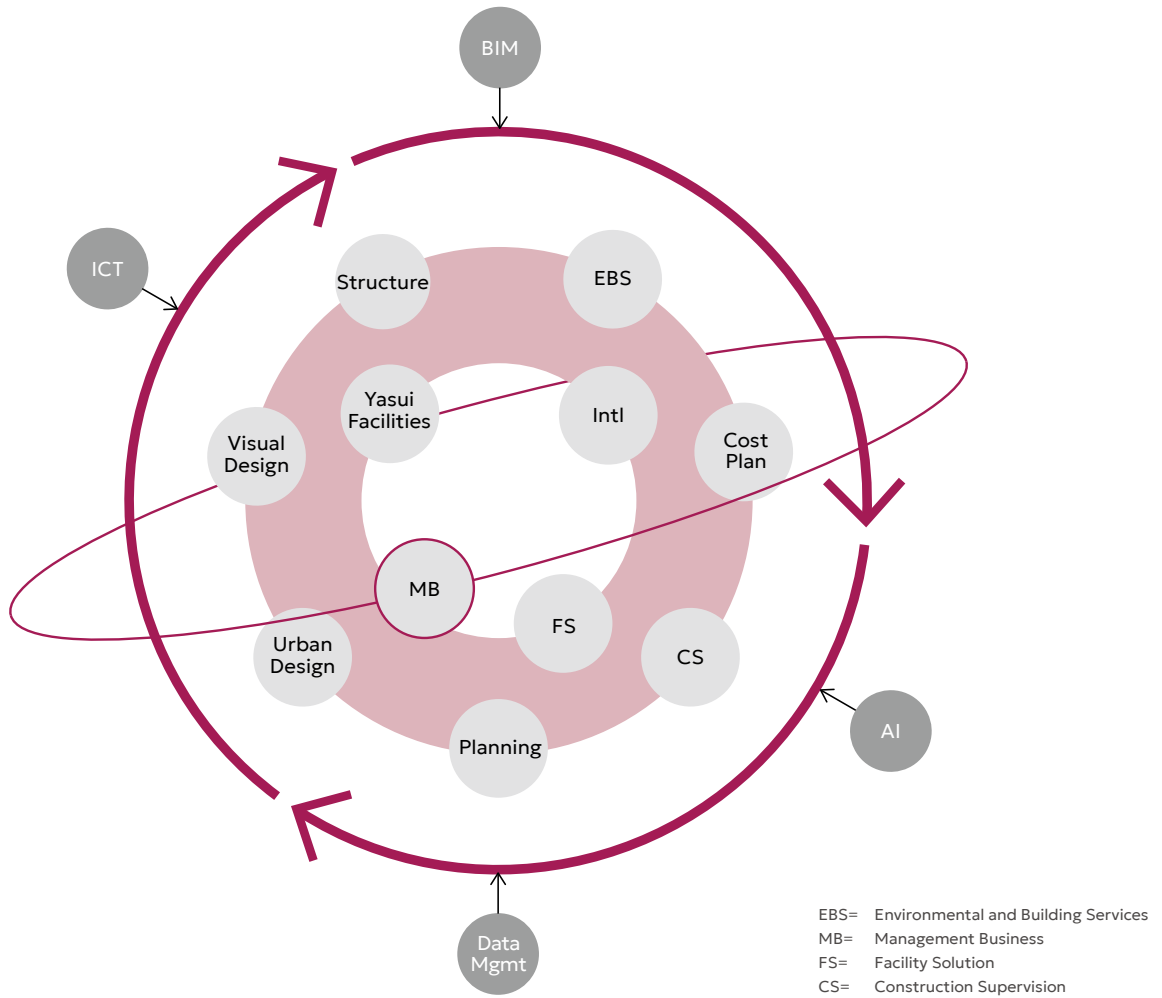 BIM
ICT
Structure
EBS
Yasui
Facilities
Intl
Visual
Design
Cost
Plan
MB
FS
Urban
Design
CS
Planning
AI
Data
Mgmt
EBS= Environmental and Building Services
MB= Management Business
FS= Facility Solution
CS= Construction Supervision